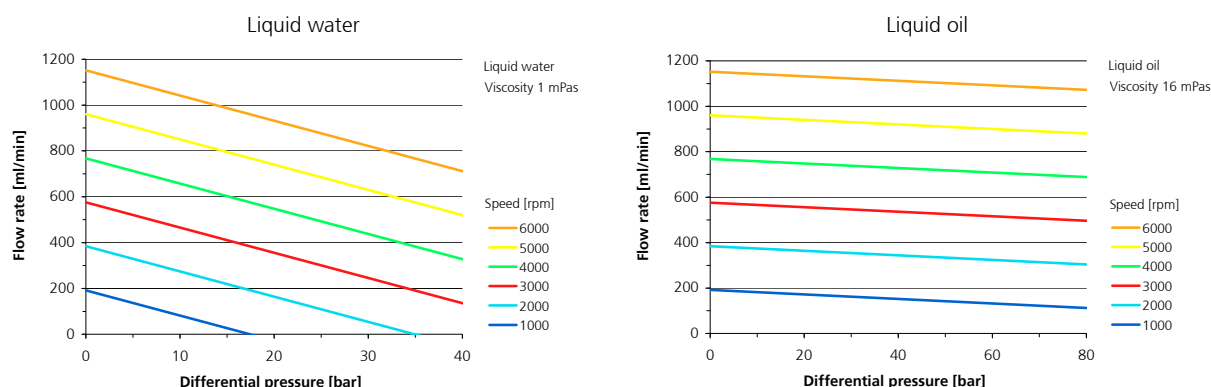 Liquid water
1200
1000
800
600
400
200
0
Flow rate [ml/min]
0 10 20 30 40
Differential pressure [bar]
Liquid water
Viscosity 1 mPas
Speed [rpm]
6000
5000
4000
3000
2000
1000
Liquid oil
1200
1000
800
600
400
200
0
Flow rate [ml/min]
0 20 40 60 80
Differential pressure [bar]
Liquid oil
Viscosity 16 mPas
Speed [rpm]
6000
5000
4000
3000
2000
1000